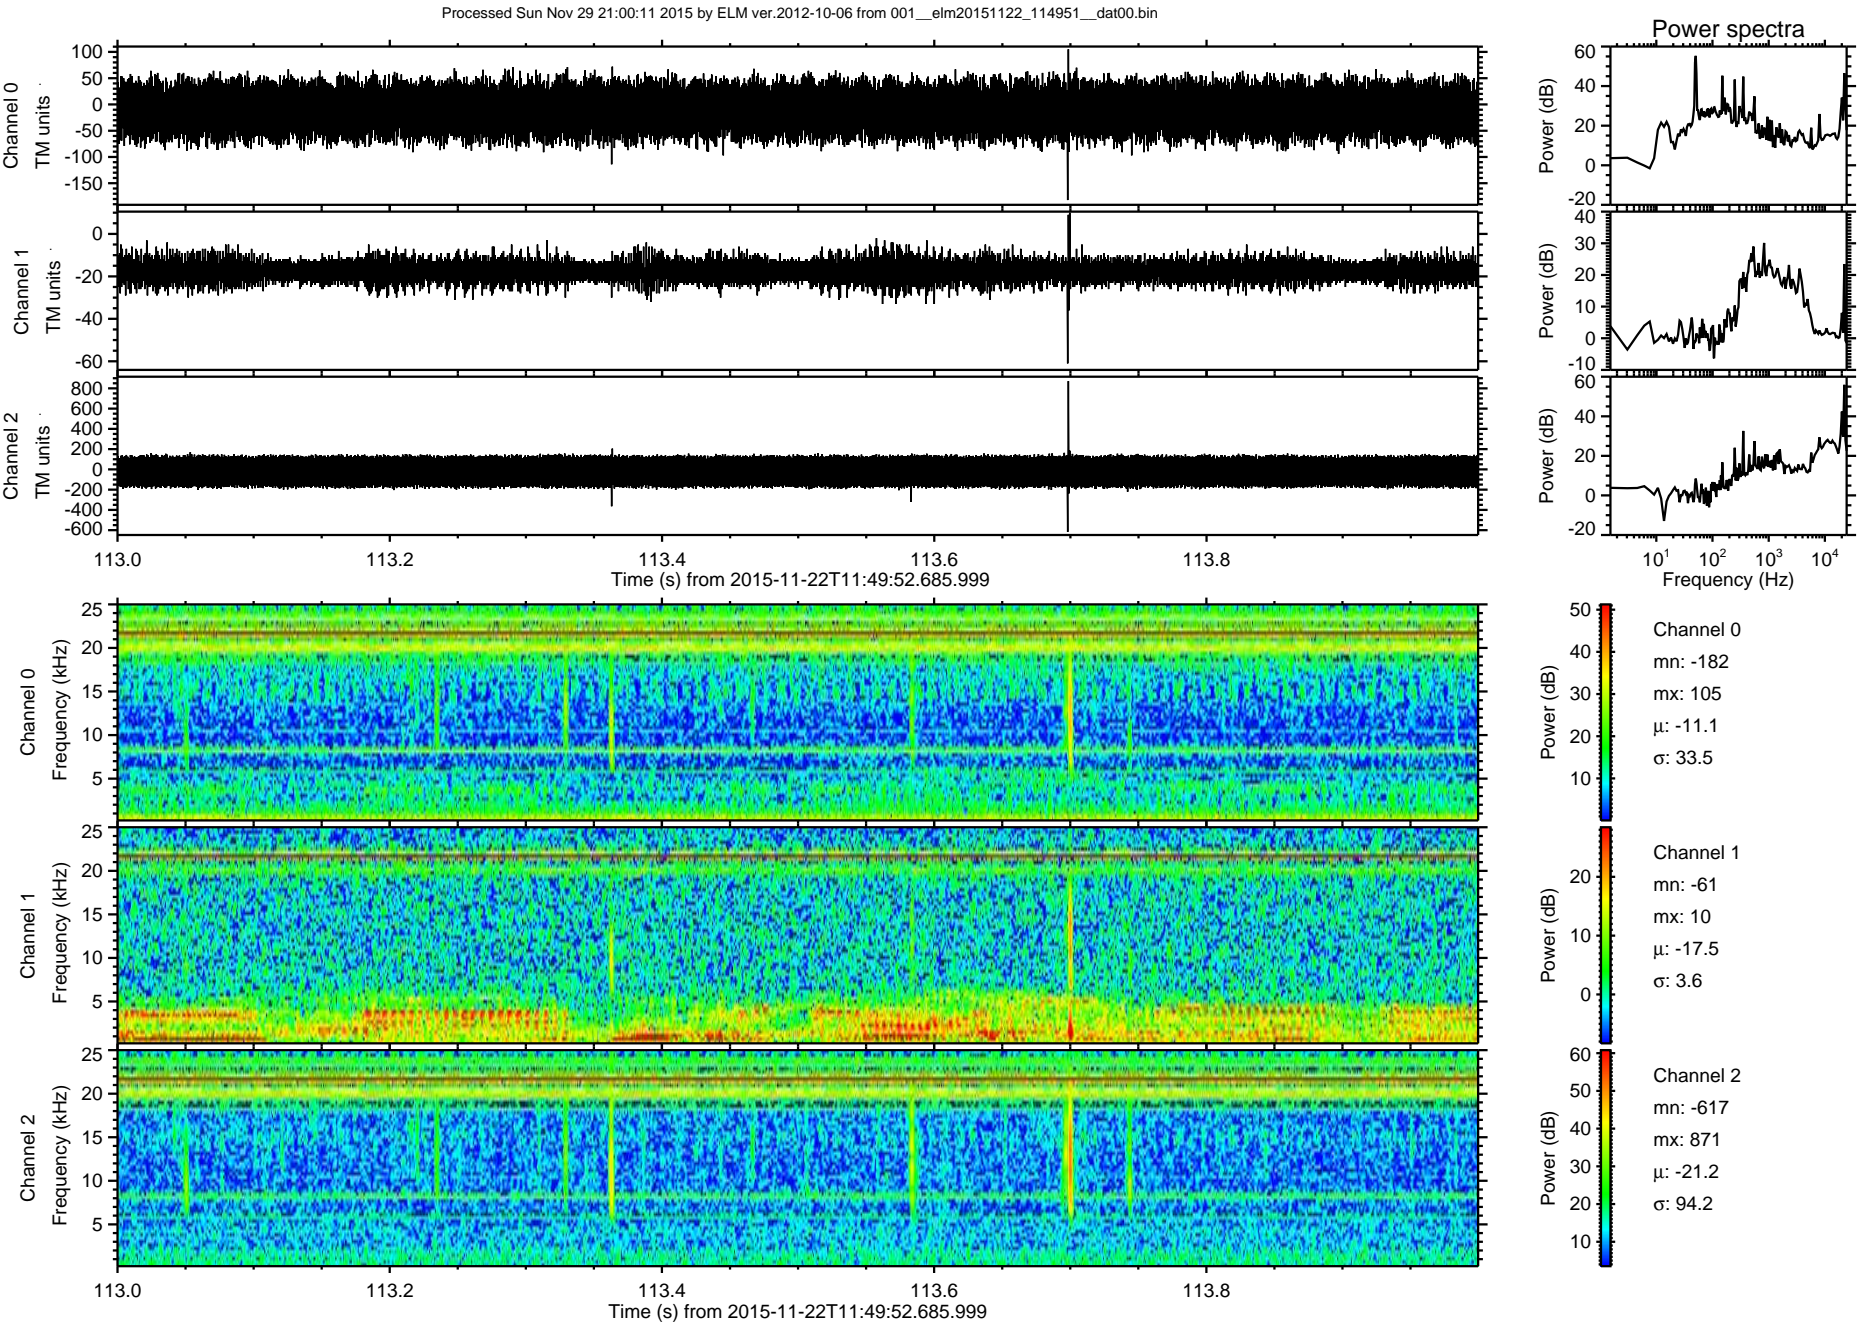 Processed Sun Nov 29 21:00:11 2015 by ELM ver.2012-10-06 from 001__elm20151122_114951__dat00.bin
Power spectra
Channel 0
TM units
100
50
0
-50
-100
-150
Power (dB)
60
40
20
0
-20
Channel 1
TM units
0
-20
-40
-60
Power (dB)
40
30
20
10
0
-10
Channel 2
TM units
800
600
400
200
0
-200
-400
-600
Power (dB)
60
40
20
0
-20
113.0 113.2 113.4 113.6 113.8
Time (s) from 2015-11-22T11:49:52.685.999
10¹ 10² 10³ 10⁴
Frequency (Hz)
Channel 0
Frequency (kHz)
25
20
15
10
5
Power (dB)
50
40
30
20
10
Channel 0
mn: -182
mx: 105
μ: -11.1
σ: 33.5
Channel 1
Frequency (kHz)
25
20
15
10
5
Power (dB)
20
10
0
Channel 1
mn: -61
mx: 10
μ: -17.5
σ: 3.6
Channel 2
Frequency (kHz)
25
20
15
10
5
Power (dB)
60
50
40
30
20
10
Channel 2
mn: -617
mx: 871
μ: -21.2
σ: 94.2
113.0 113.2 113.4 113.6 113.8
Time (s) from 2015-11-22T11:49:52.685.999